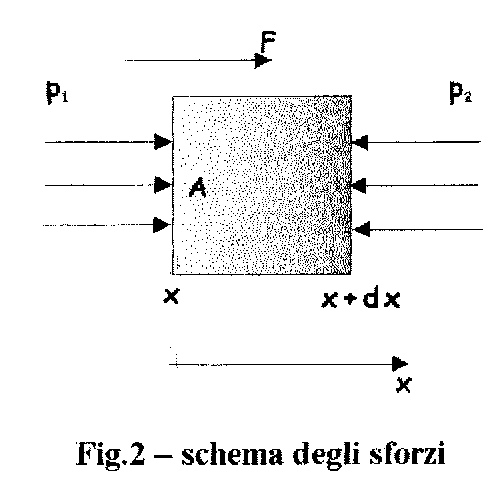 F
p₁ p₂
A
x x+dx
x
Fig.2 – schema degli sforzi